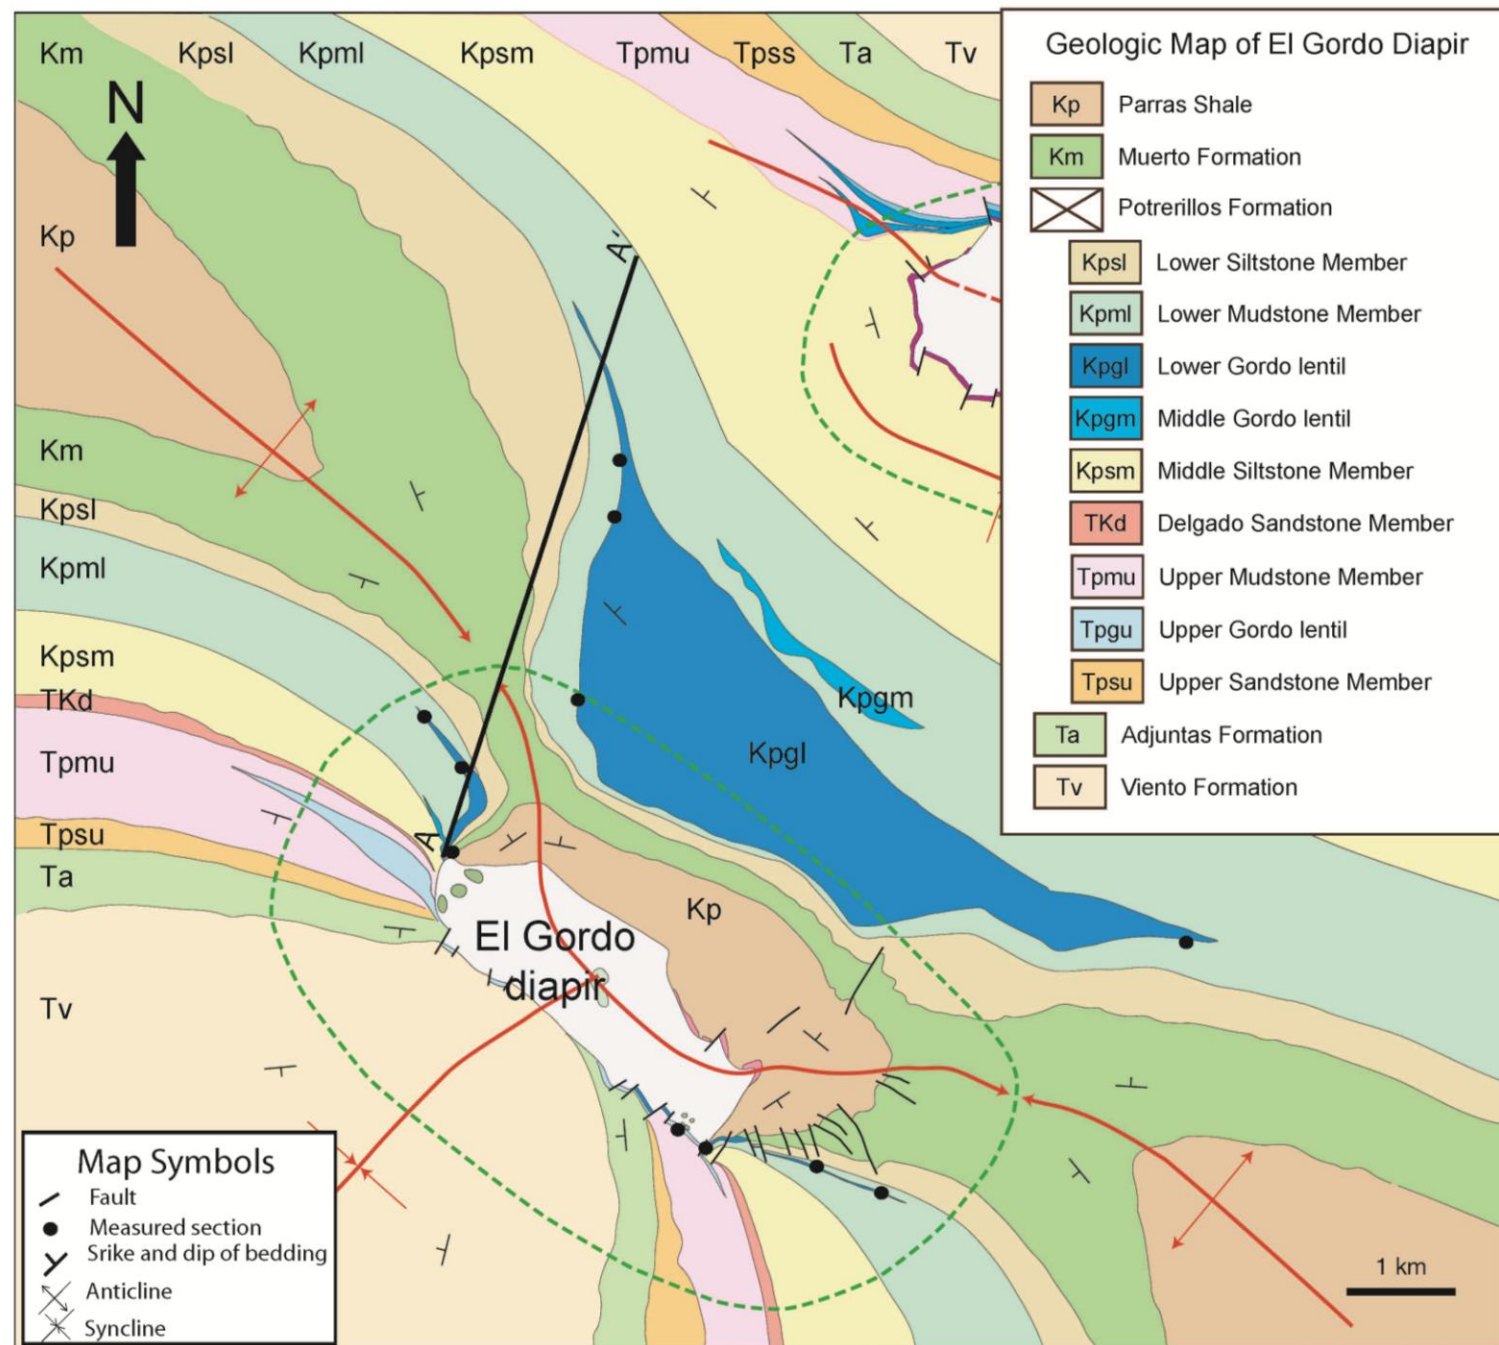 Km
Kpsl
Kpml
Kpsm
Tpmu
Tpss
Ta
Tv
N
Kp
A´
Km
Kpsl
Kpml
Kpsm
TKd
Tpmu
Kpgm
Kpgl
Tpsu
A
Ta
Kp
El Gordo
diapir
Tv
Geologic Map of El Gordo Diapir
Kp Parras Shale
Km Muerto Formation
Potrerillos Formation
Kpsl Lower Siltstone Member
Kpml Lower Mudstone Member
Kpgl Lower Gordo lentil
Kpgm Middle Gordo lentil
Kpsm Middle Siltstone Member
TKd Delgado Sandstone Member
Tpmu Upper Mudstone Member
Tpgu Upper Gordo lentil
Tpsu Upper Sandstone Member
Ta Adjuntas Formation
Tv Viento Formation
Map Symbols
Fault
Measured section
Srike and dip of bedding
Anticline
Syncline
1 km